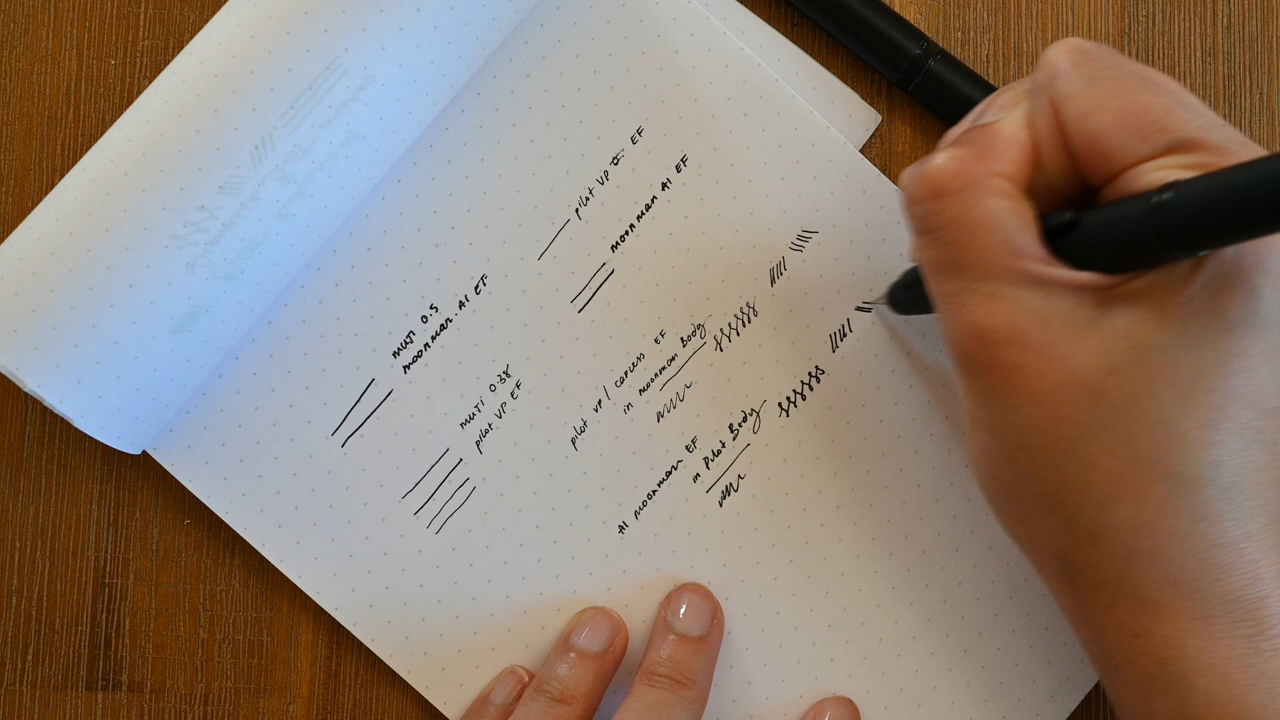 muji 0.5
moonman A1 EF
muji 0.38
pilot VP EF
pilot VP EF
moonman A1 EF
pilot VP / capless EF
in moonman Body
A1 moonman EF
in Pilot Body